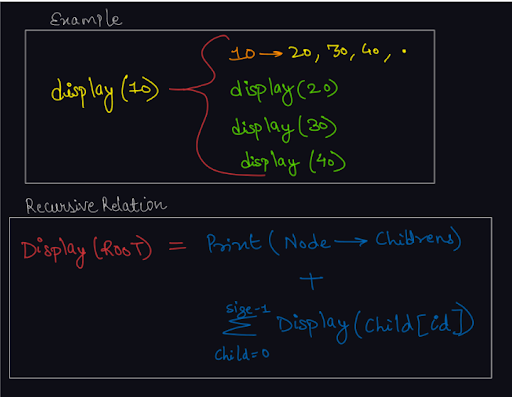 Example
10 → 20, 30, 40, .
display(10)
display(20)
display(30)
display (40)
Recursive Relation
Display(ROOT) = Print(Node → Childrens)
+
size-1
∑ Display(Child[id])
Child=0